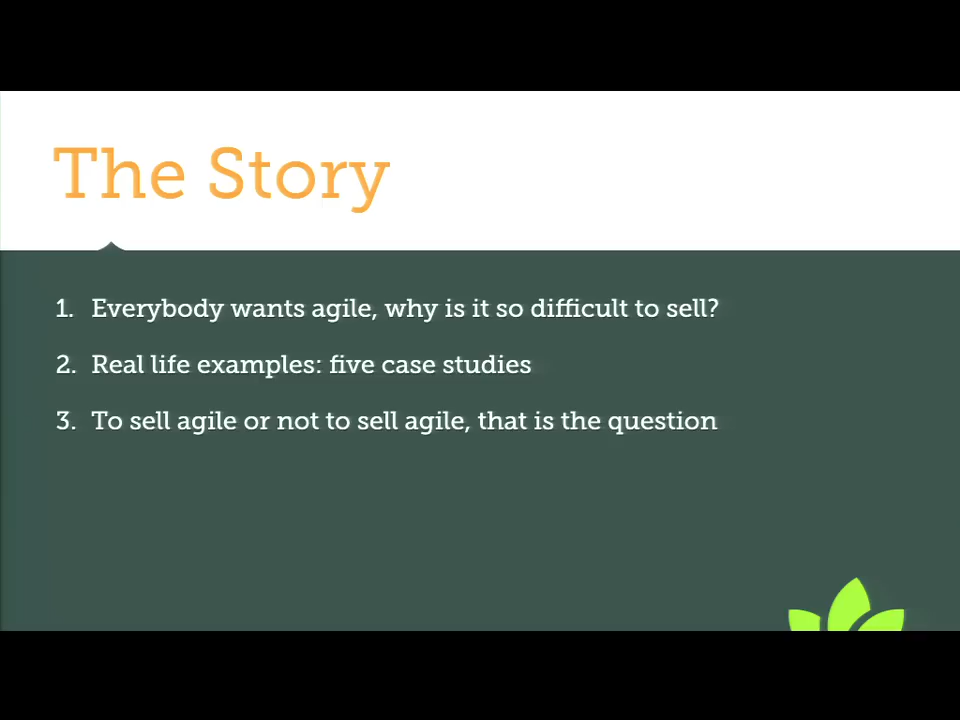 The Story
1. Everybody wants agile, why is it so difficult to sell?
2. Real life examples: five case studies
3. To sell agile or not to sell agile, that is the question